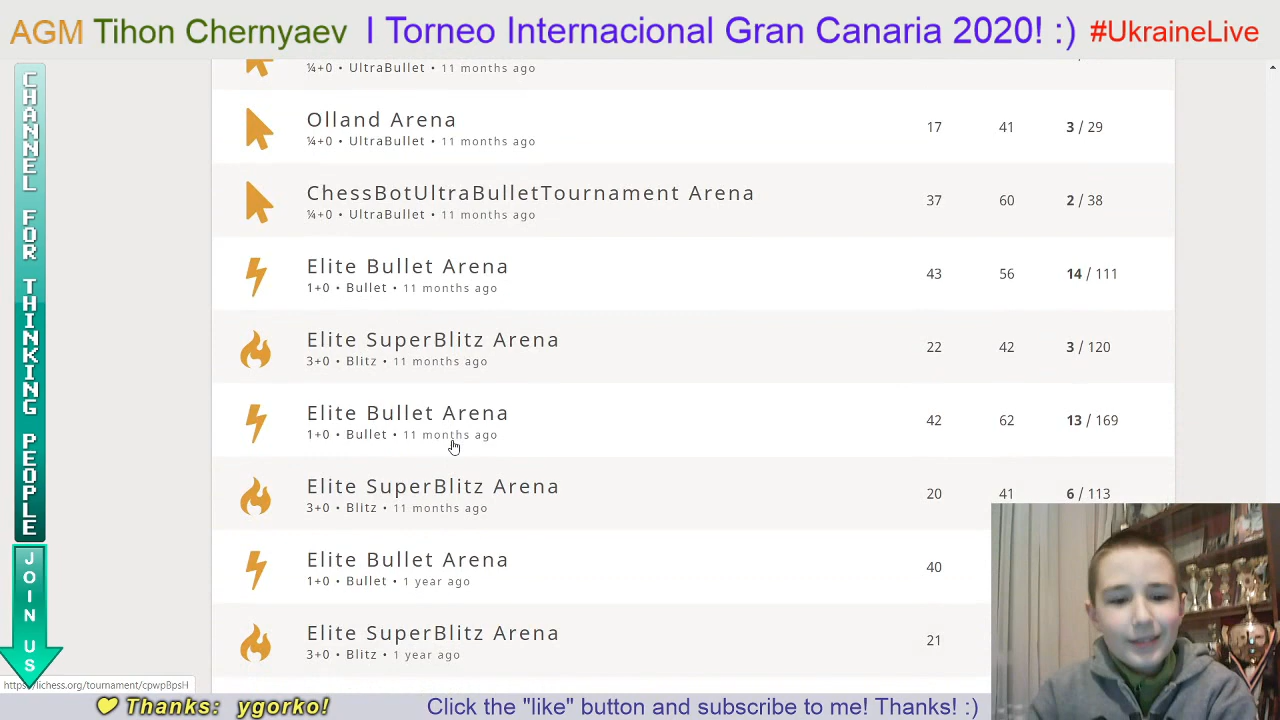 AGM Tihon Chernyaev I Torneo Internacional Gran Canaria 2020! :) #UkraineLive
CHANNEL FOR THINKING PEOPLE
JOIN US
¼+0 • UltraBullet • 11 months ago
Olland Arena 17 41 3 / 29
¼+0 • UltraBullet • 11 months ago
ChessBotUltraBulletTournament Arena 37 60 2 / 38
¼+0 • UltraBullet • 11 months ago
Elite Bullet Arena 43 56 14 / 111
1+0 • Bullet • 11 months ago
Elite SuperBlitz Arena 22 42 3 / 120
3+0 • Blitz • 11 months ago
Elite Bullet Arena 42 62 13 / 169
1+0 • Bullet • 11 months ago
Elite SuperBlitz Arena 20 41 6 / 113
3+0 • Blitz • 11 months ago
Elite Bullet Arena 40
1+0 • Bullet • 1 year ago
Elite SuperBlitz Arena 21
3+0 • Blitz • 1 year ago
https://lichess.org/tournament/cpwpBpsH
Thanks: ygorko! Click the "like" button and subscribe to me! Thanks! :)